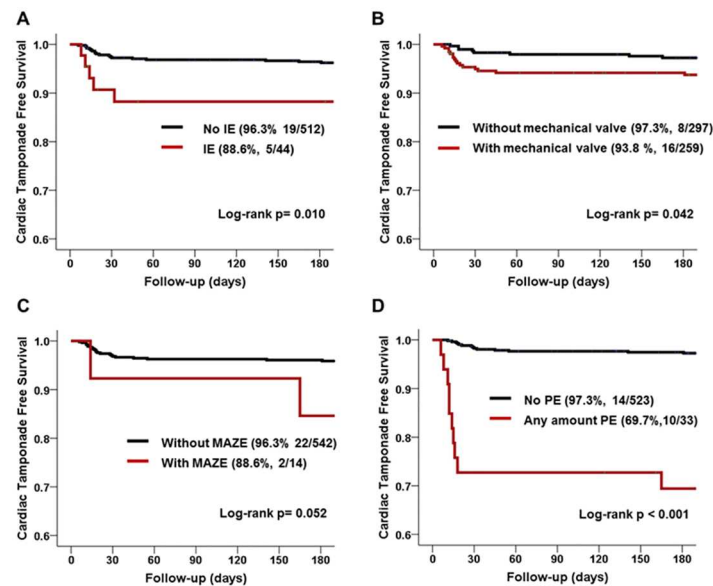 A
Cardiac Tamponade Free Survival
1.0
0.9
0.8
0.7
0.6
No IE (96.3% 19/512)
IE (88.6%, 5/44)
Log-rank p= 0.010
0 30 60 90 120 150 180
Follow-up (days)
B
Cardiac Tamponade Free Survival
1.0
0.9
0.8
0.7
0.6
Without mechanical valve (97.3%, 8/297)
With mechanical valve (93.8 %, 16/259)
Log-rank p= 0.042
0 30 60 90 120 150 180
Follow-up (days)
C
Cardiac Tamponade Free Survival
1.0
0.9
0.8
0.7
0.6
Without MAZE (96.3% 22/542)
With MAZE (88.6%, 2/14)
Log-rank p= 0.052
0 30 60 90 120 150 180
Follow-up (days)
D
Cardiac Tamponade Free Survival
1.0
0.9
0.8
0.7
0.6
No PE (97.3%, 14/523)
Any amount PE (69.7%,10/33)
Log-rank p < 0.001
0 30 60 90 120 150 180
Follow-up (days)